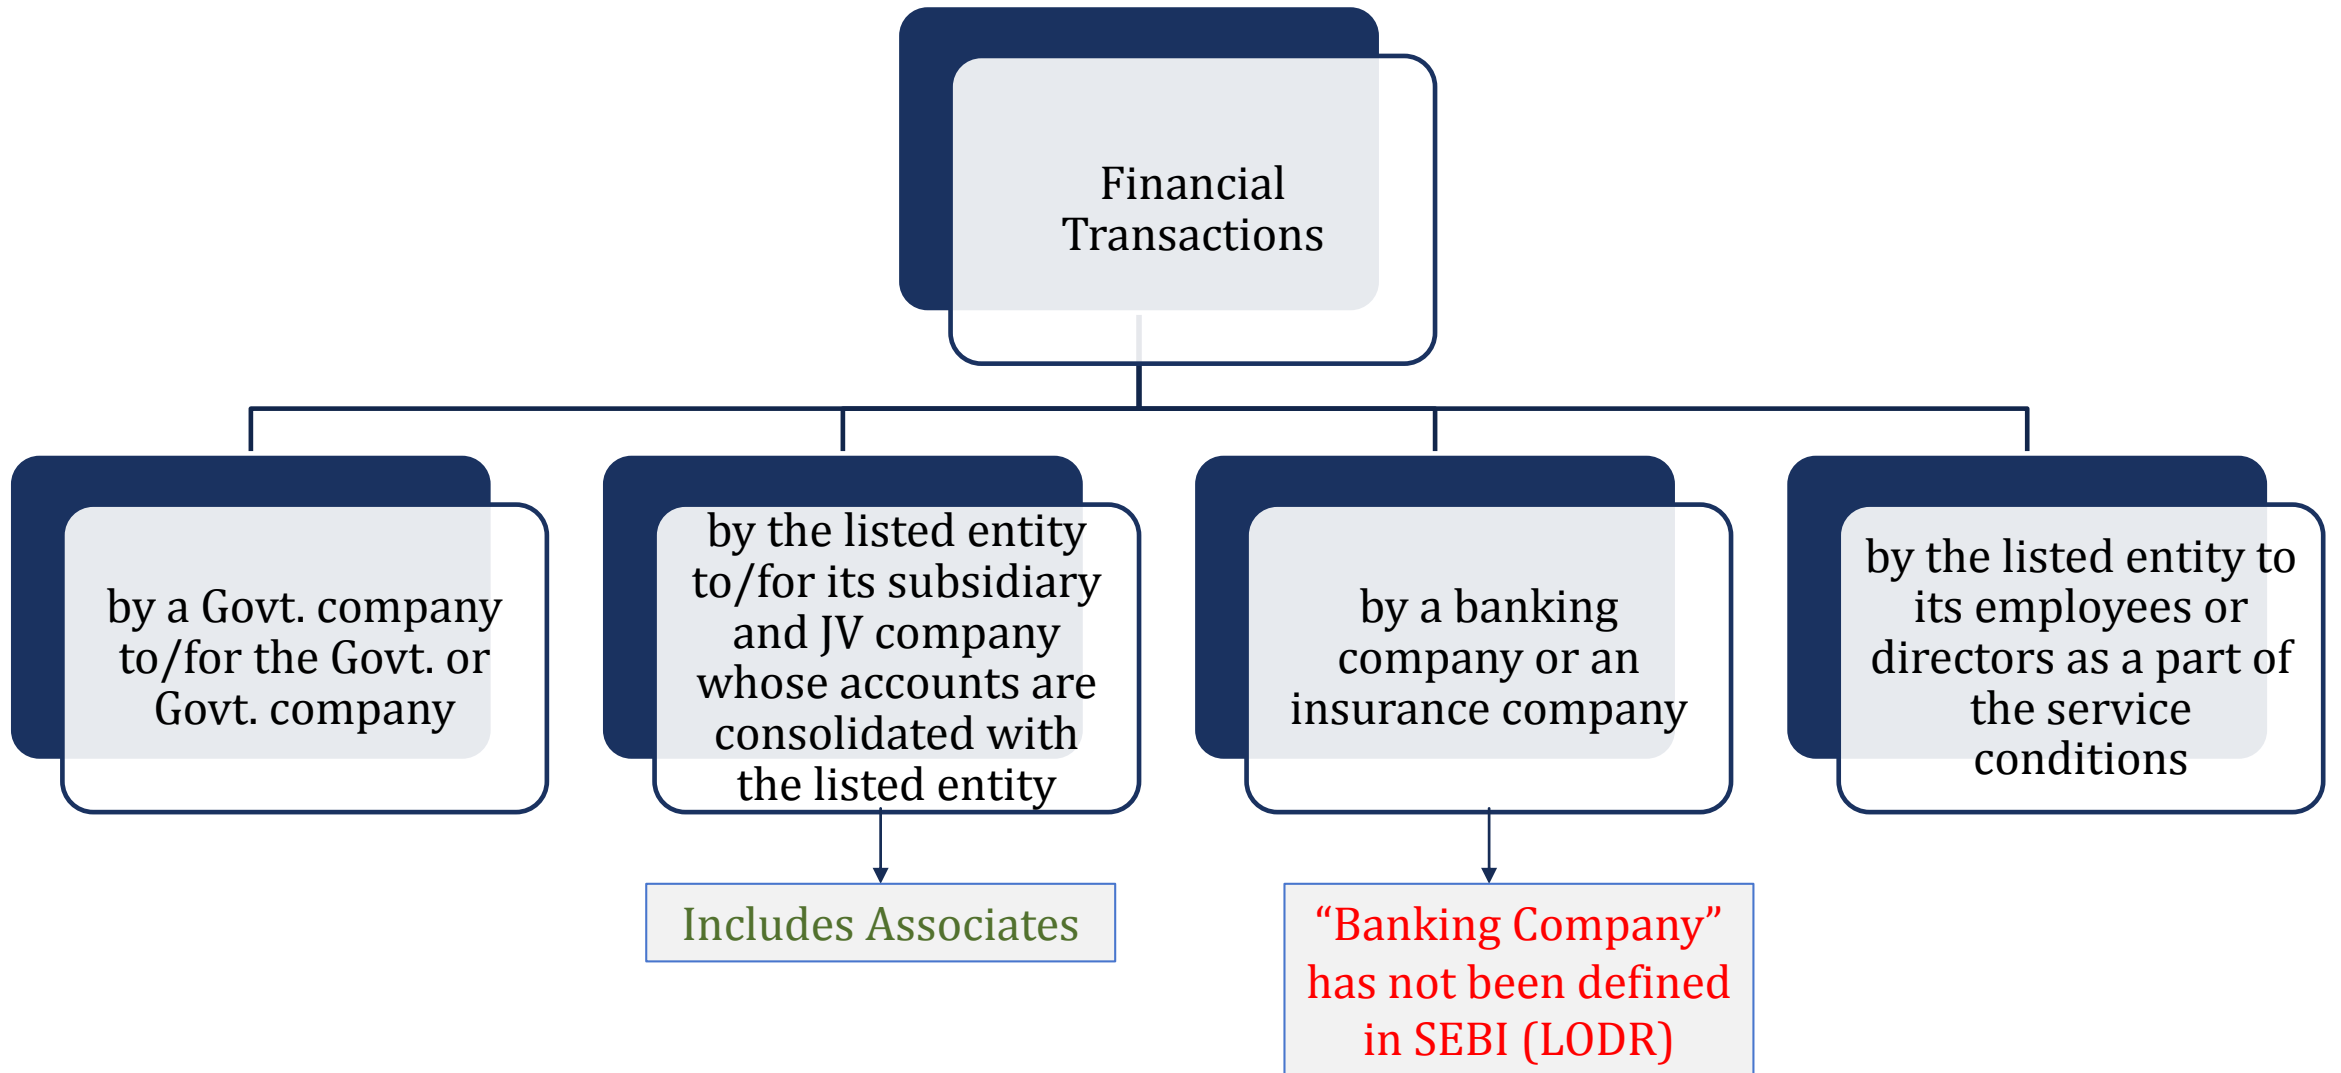 Financial
Transactions
by a Govt. company
to/for the Govt. or
Govt. company
by the listed entity
to/for its subsidiary
and JV company
whose accounts are
consolidated with
the listed entity
by a banking
company or an
insurance company
by the listed entity to
its employees or
directors as a part of
the service
conditions
Includes Associates
“Banking Company”
has not been defined
in SEBI (LODR)